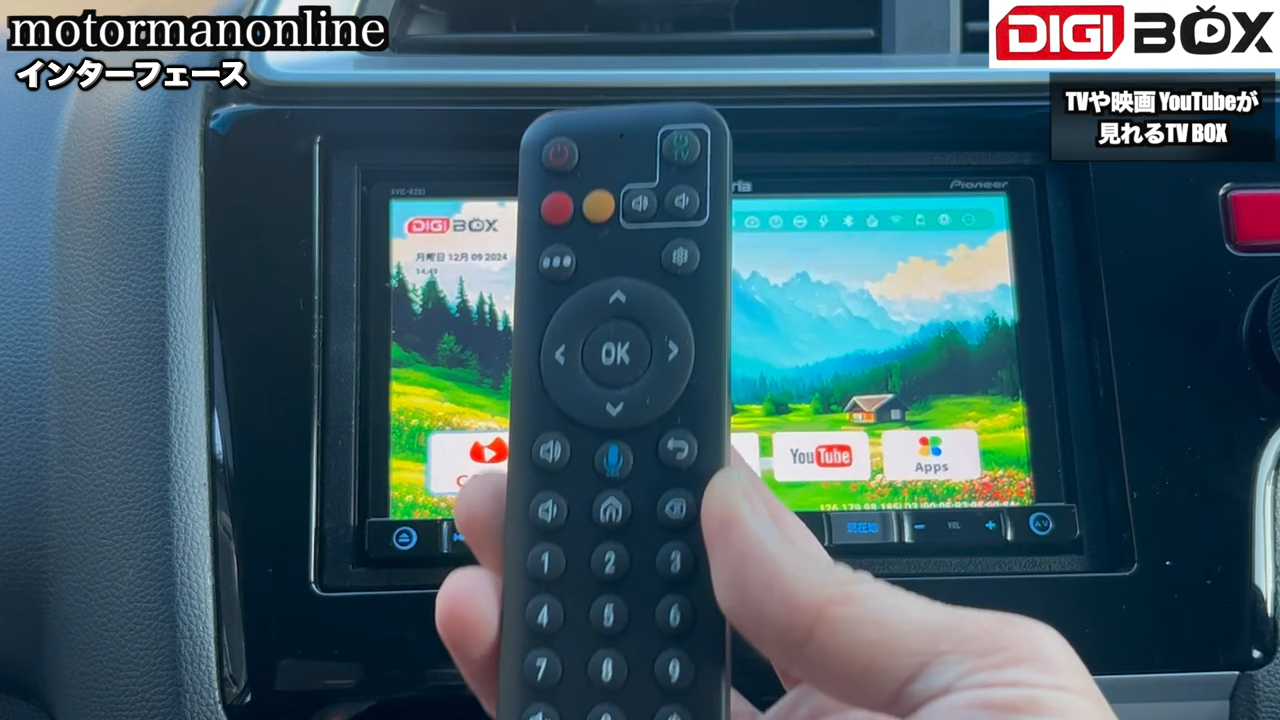 motormanonline
インターフェース
DIGI BOX
TVや映画 YouTubeが
見れるTV BOX
AVIC-RZ03
Pioneer
DIGI BOX
月曜日 12月 09 2024
14:49
TV
OK
YouTube
Apps
現在地
VOL
AV
1 2 3
4 5 6
7 8 9